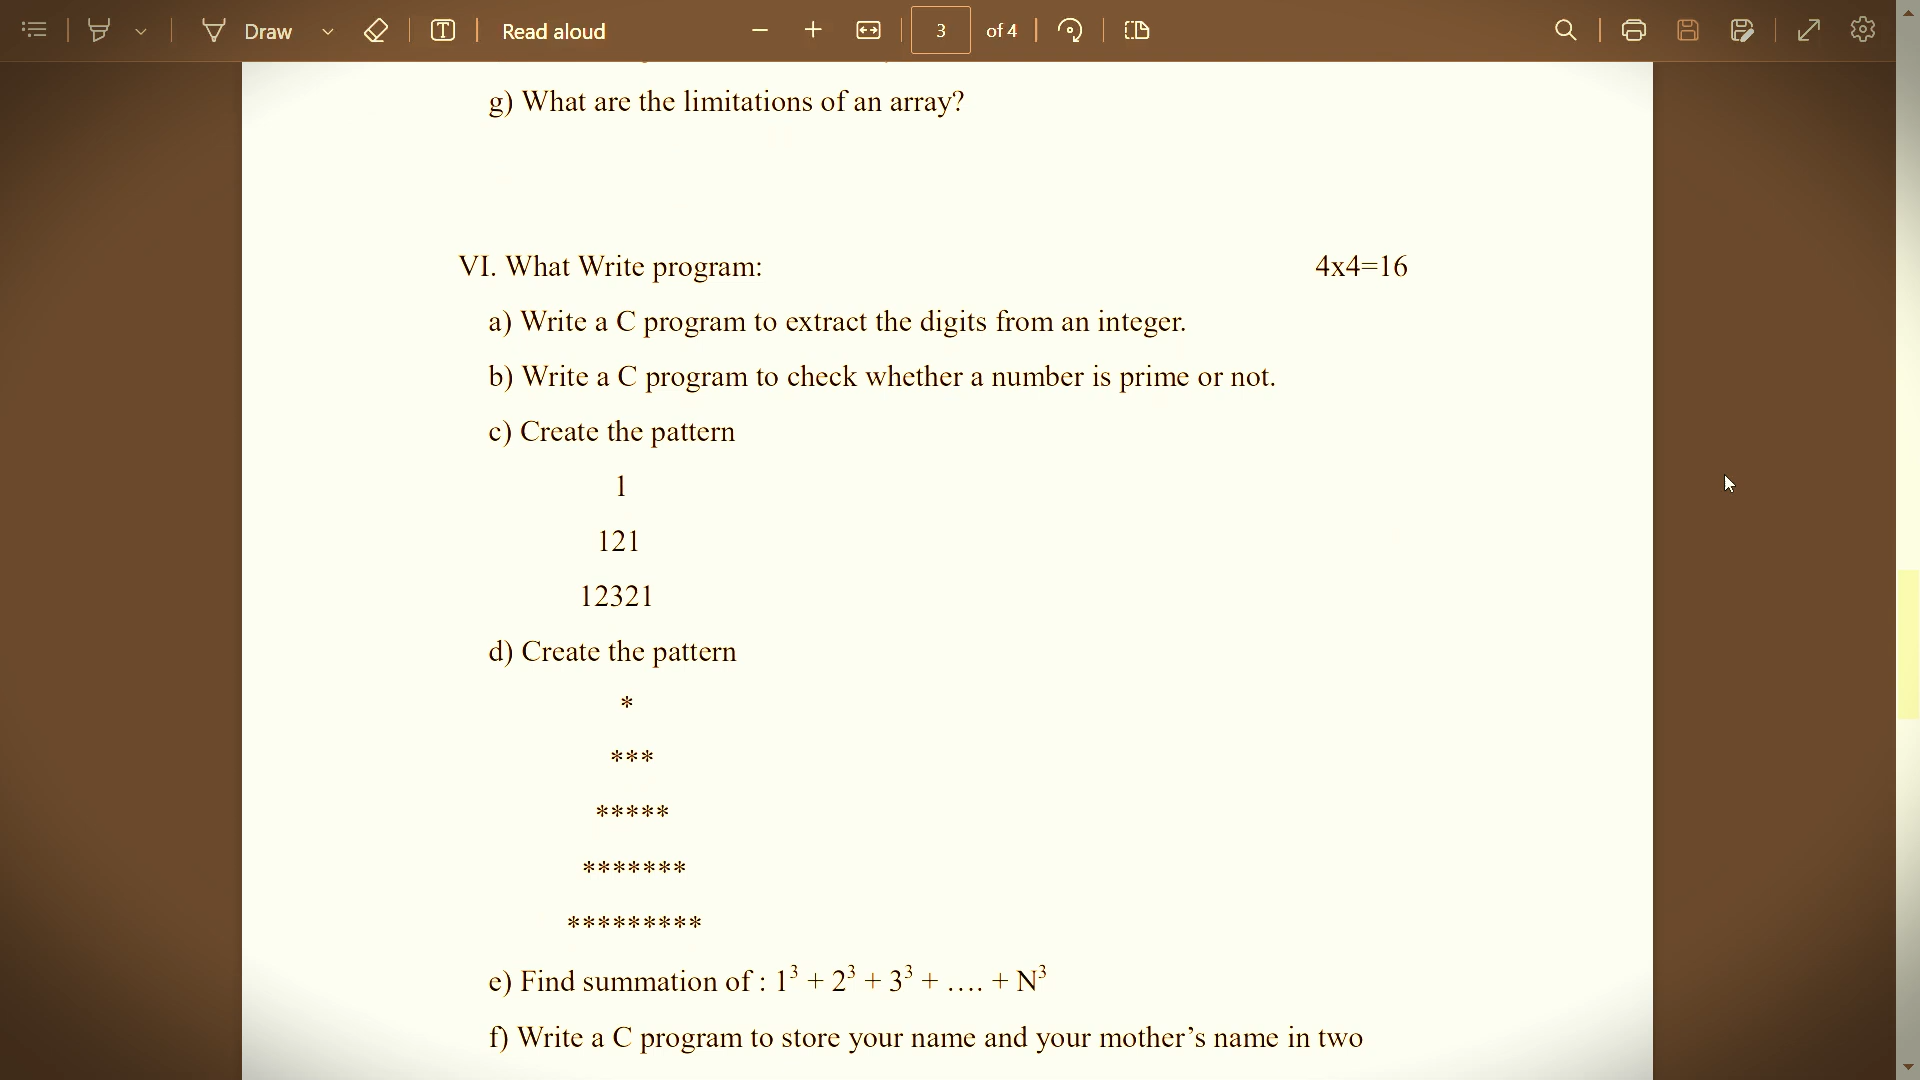 Draw
Read aloud
3
of 4
g) What are the limitations of an array?
VI. What Write program: 4x4=16
a) Write a C program to extract the digits from an integer.
b) Write a C program to check whether a number is prime or not.
c) Create the pattern
1
121
12321
d) Create the pattern
*
***
*****
*******
*********
e) Find summation of : 1³ + 2³ + 3³ + .... + N³
f) Write a C program to store your name and your mother’s name in two